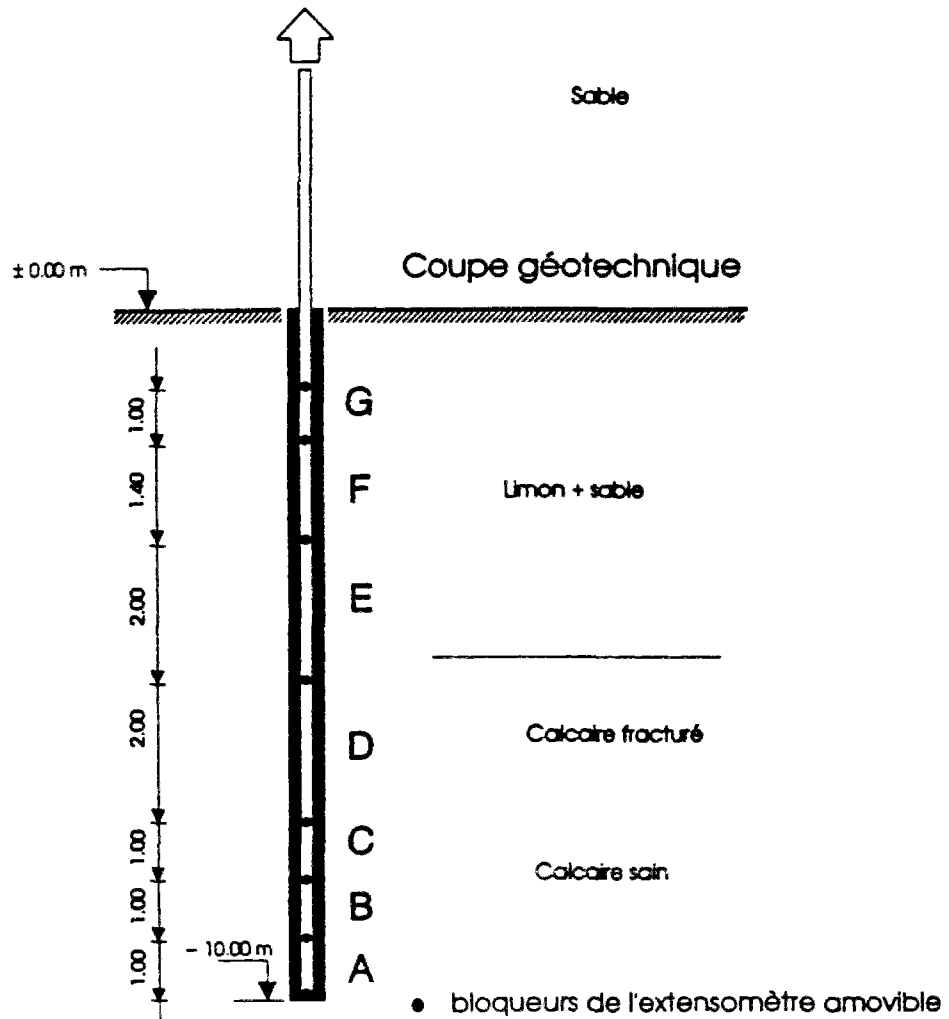 Sable
± 0.00 m
Coupe géotechnique
1.00
G
1.40
F
Limon + sable
2.00
E
2.00
D
Calcaire fracturé
1.00
C
Calcaire sain
1.00
B
- 10.00 m
1.00
A
• bloqueurs de l'extensomètre amovible